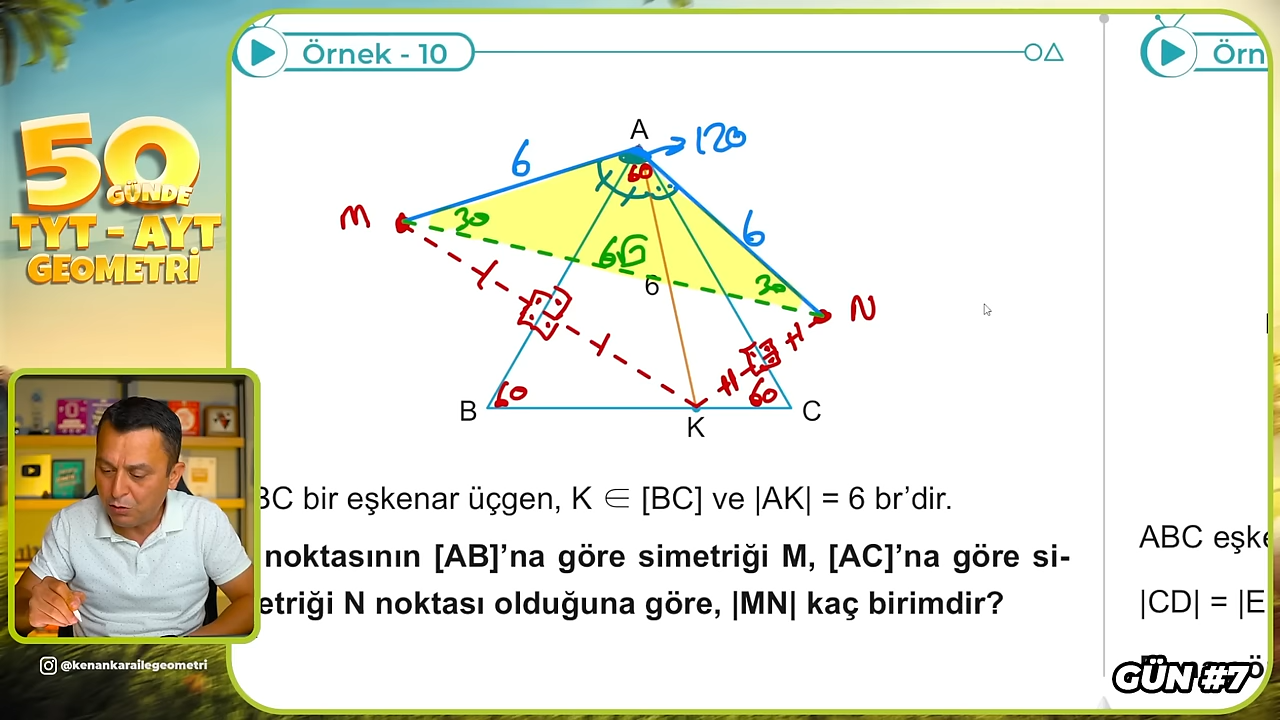 50
GÜNDE
TYT - AYT
GEOMETRİ
Örnek - 10
Örn
A
120
60
6
6
M
30
30
6√3
6
N
60
60
B
K
C
BC bir eşkenar üçgen, K ∈ [BC] ve |AK| = 6 br'dir.
noktasının [AB]'na göre simetriği M, [AC]'na göre si-
etriği N noktası olduğuna göre, |MN| kaç birimdir?
ABC eşke
|CD| = |E
@kenankarailegeometri
GÜN #7